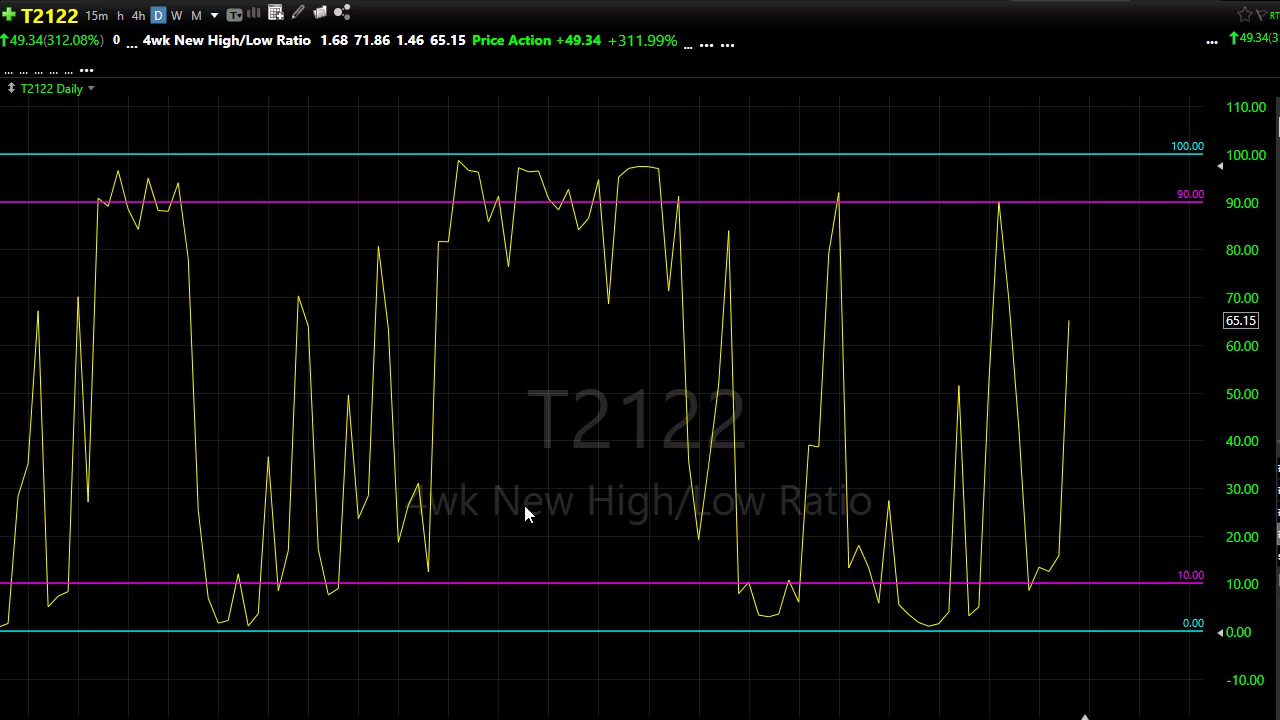 T2122 15m h 4h D W M T RT
49.34(312.08%) 0 ... 4wk New High/Low Ratio 1.68 71.86 1.46 65.15 Price Action +49.34 +311.99% ... ... ... ... 49.34(3
... ... ... ... ... ...
T2122 Daily
110.00
100.00 100.00
90.00 90.00
80.00
70.00
65.15
60.00
50.00
T2122
40.00
4wk New High/Low Ratio
30.00
20.00
10.00 10.00
0.00 0.00
-10.00